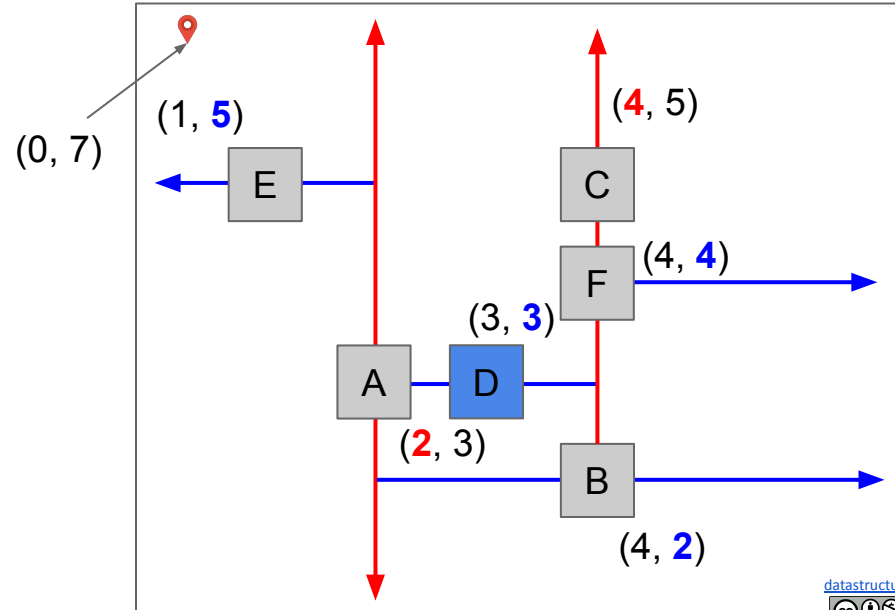 (0, 7)
(1, 5)
E
(4, 5)
C
(4, 4)
F
(3, 3)
A
D
(2, 3)
B
(4, 2)